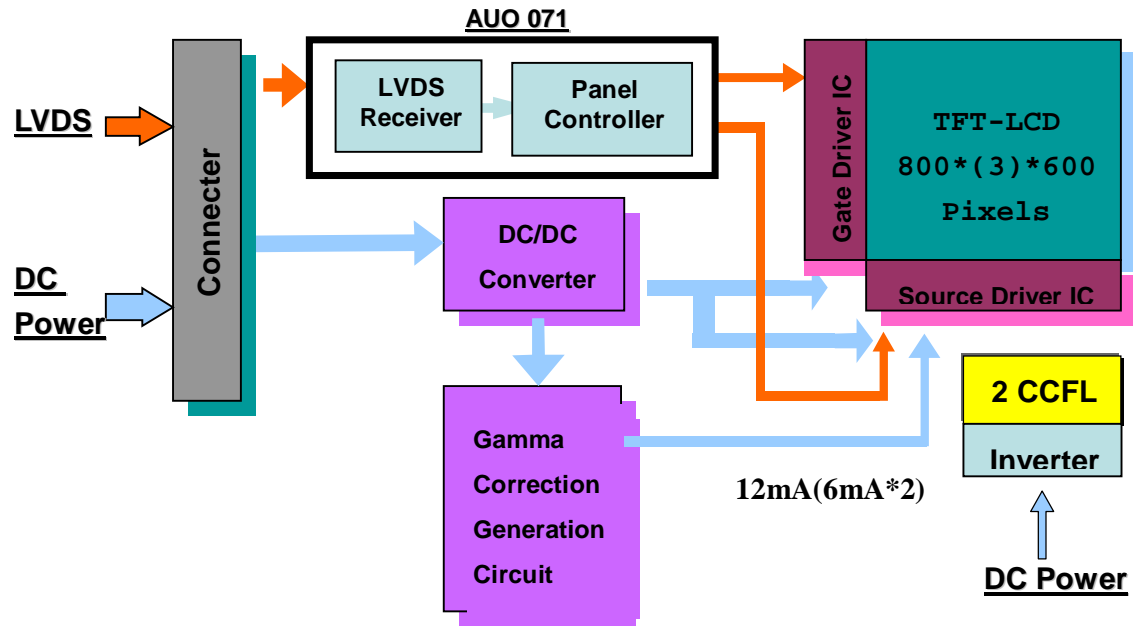 AUO 071
LVDS
Connecter
LVDS
Receiver
Panel
Controller
Gate Driver IC
TFT-LCD
800*(3)*600
Pixels
Source Driver IC
DC
Power
DC/DC
Converter
Gamma
Correction
Generation
Circuit
2 CCFL
Inverter
12mA(6mA*2)
DC Power